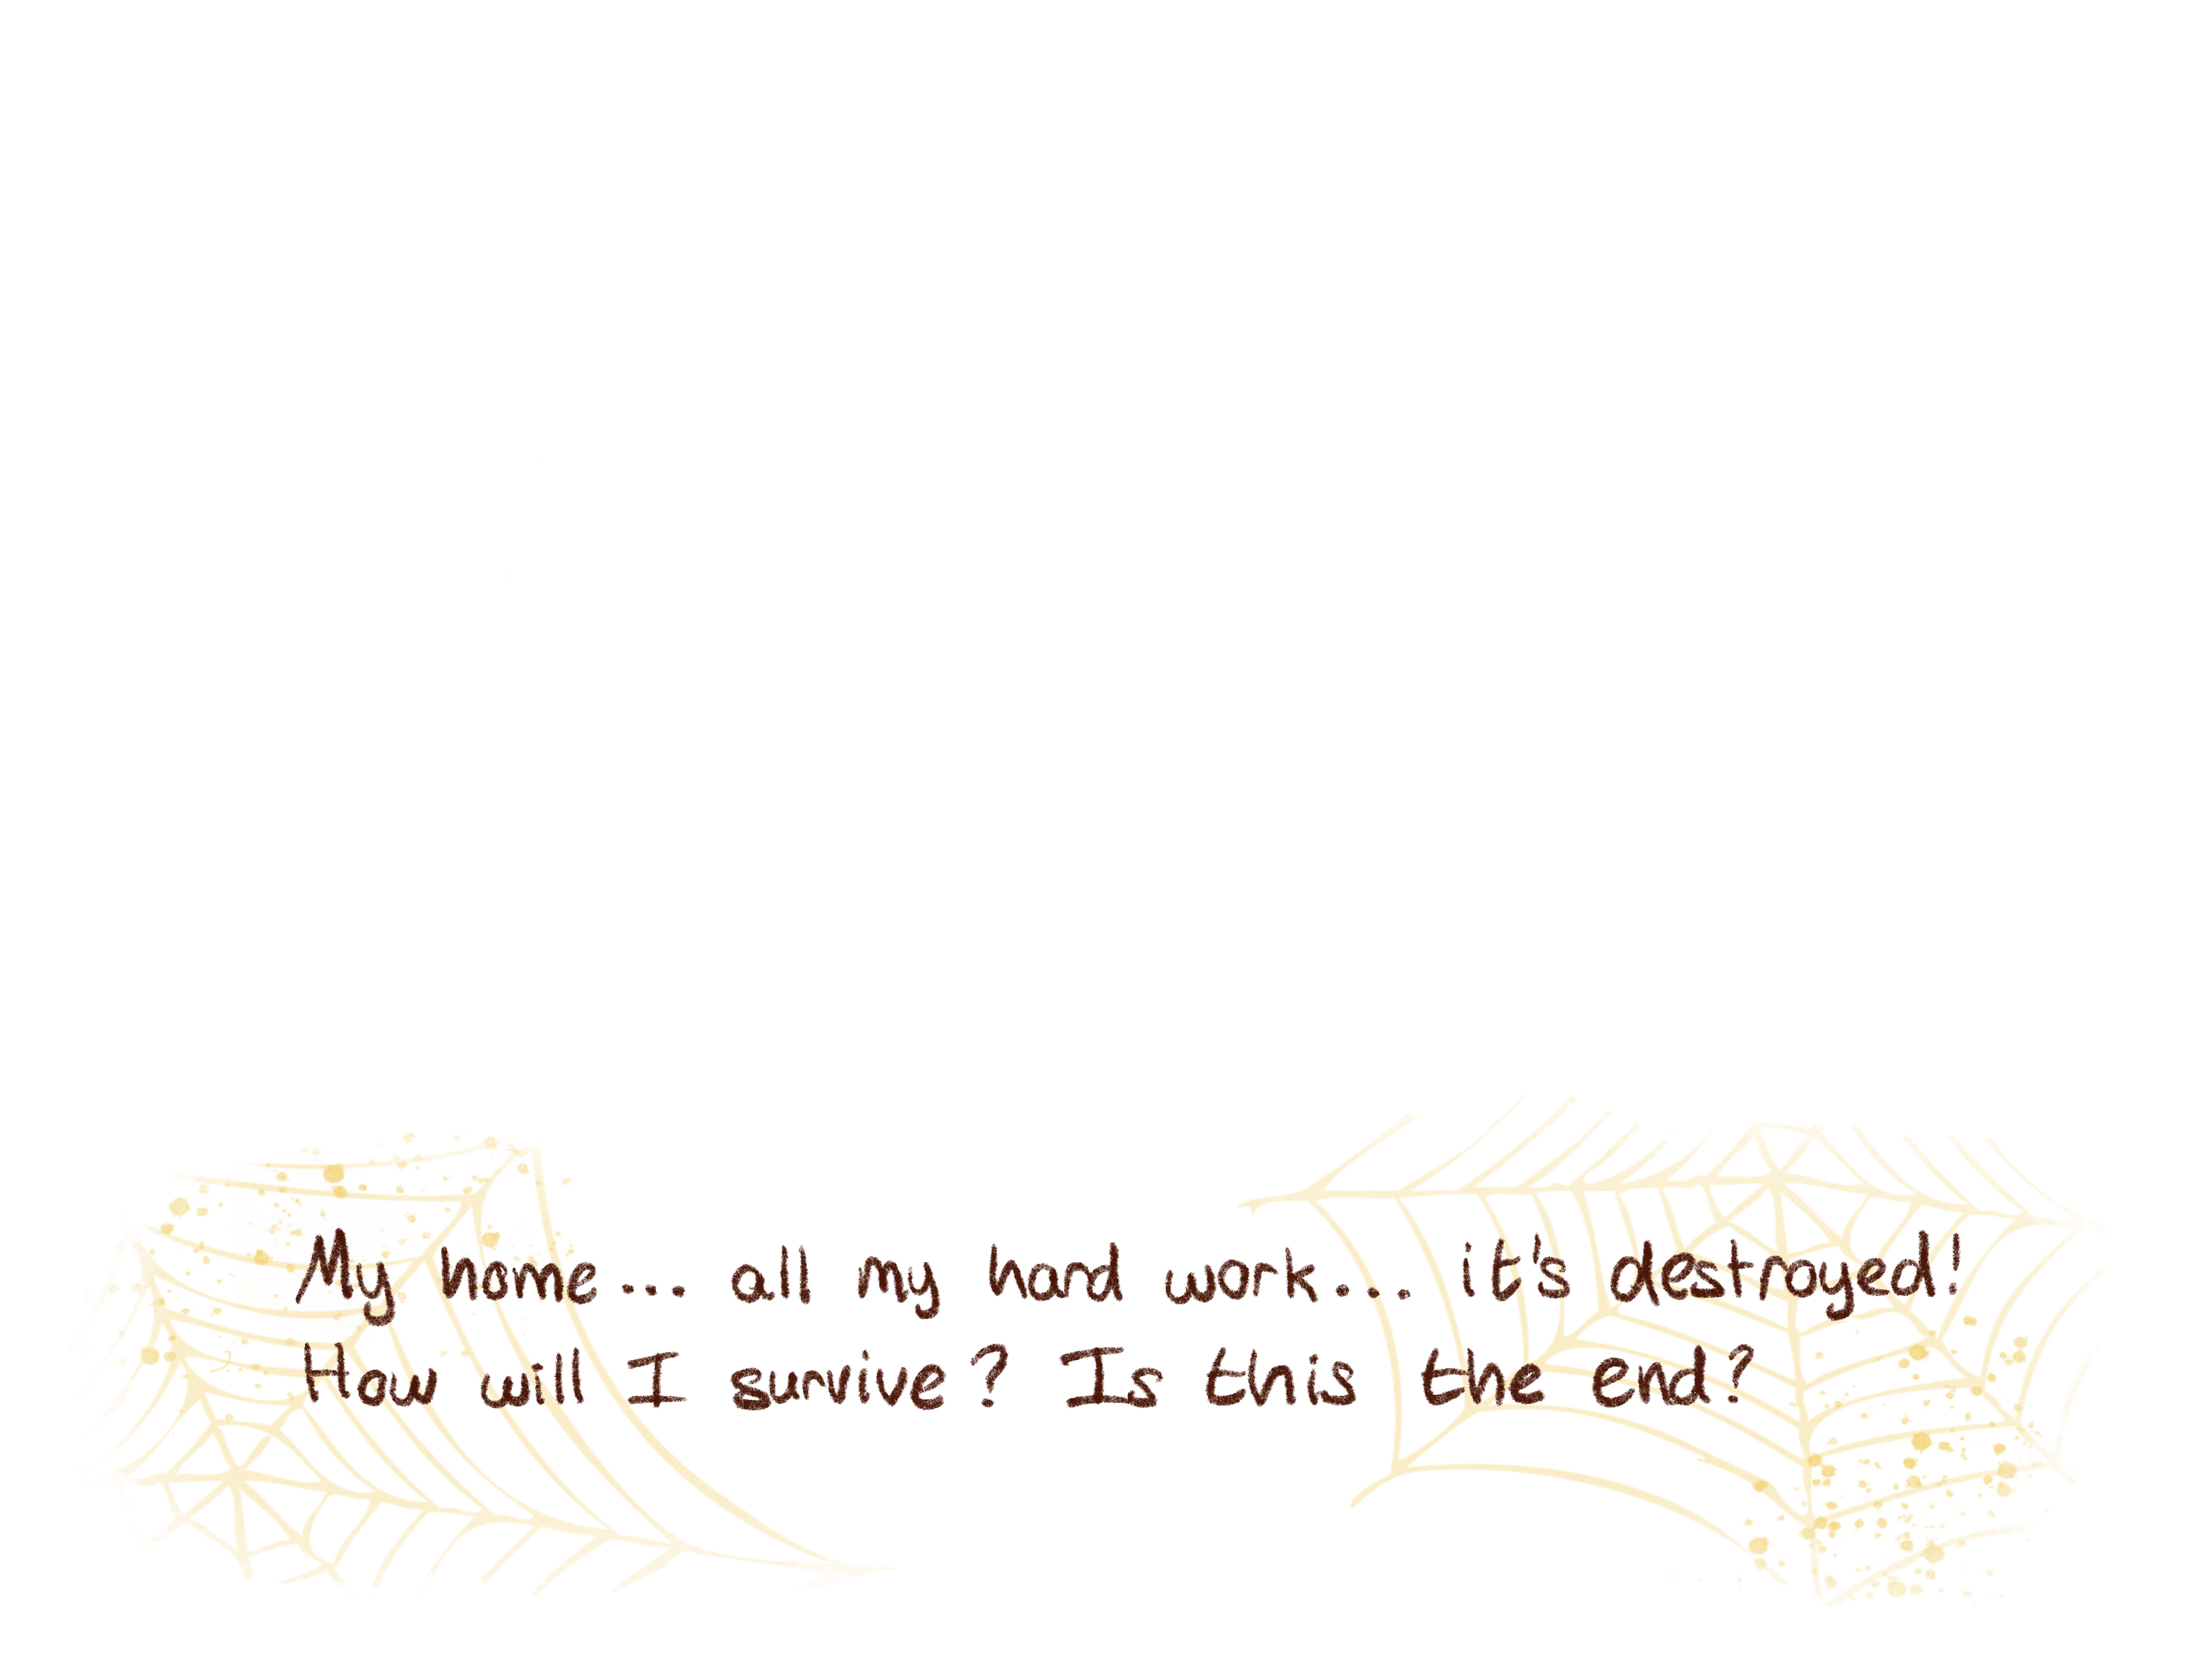 My home... all my hard work... it's destroyed!
How will I survive? Is this the end?